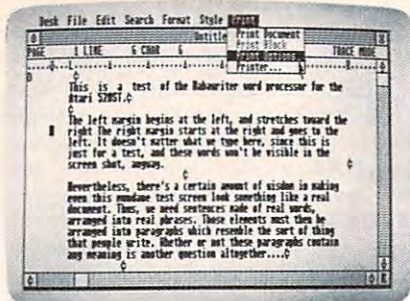 Desk File Edit Search Format Style Print
Untitle
Print Document
Print Block
Print Options
Printer...
PAGE 1 LINE 6 CHAR 6 TRACE MODE
This is a test of the Habawriter word processor for the
Atari 520ST.
The left margin begins at the left, and stretches toward the
right The right margin starts at the right and goes to the
left. It doesn't matter what we type here, since this is
just for a test, and these words won't be visible in the
screen shot, anyway.
Nevertheless, there's a certain amount of wisdom in making
even this mundane test screen look something like a real
document. Thus, we need sentences made of real words,
arranged into real phrases. Those elements must then be
arranged into paragraphs which resemble the sort of thing
that people write. Whether or not these paragraphs contain
any meaning is another question altogether....